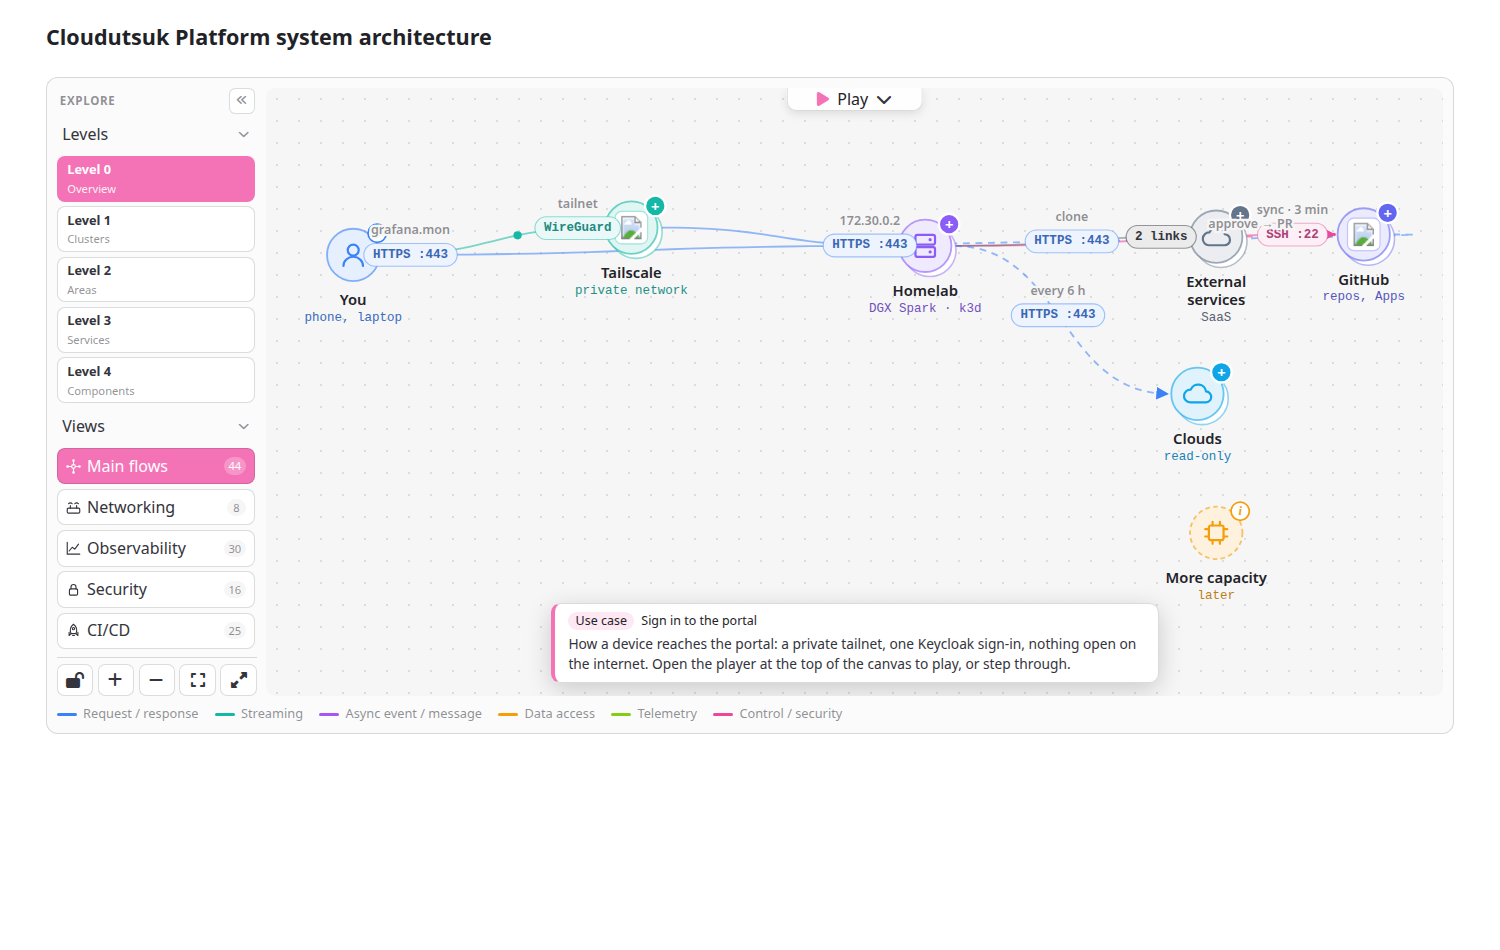 Cloudutsuk Platform system architecture
EXPLORE
Levels
Level 0
Overview
Level 1
Clusters
Level 2
Areas
Level 3
Services
Level 4
Components
Views
Main flows 44
Networking 8
Observability 30
Security 16
CI/CD 25
Play
grafana.mon
HTTPS :443
You
phone, laptop
tailnet
WireGuard
Tailscale
private network
172.30.0.2
HTTPS :443
Homelab
DGX Spark · k3d
clone
HTTPS :443
2 links
every 6 h
HTTPS :443
External
services
SaaS
approve → PR
sync · 3 min
SSH :22
GitHub
repos, Apps
Clouds
read-only
More capacity
later
Use case Sign in to the portal
How a device reaches the portal: a private tailnet, one Keycloak sign-in, nothing open on
the internet. Open the player at the top of the canvas to play, or step through.
Request / response Streaming Async event / message Data access Telemetry Control / security